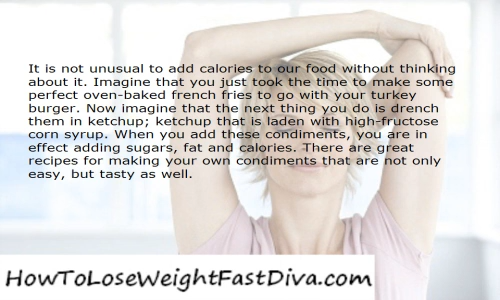 It is not unusual to add calories to our food without thinking
about it. Imagine that you just took the time to make some
perfect oven-baked french fries to go with your turkey
burger. Now imagine that the next thing you do is drench
them in ketchup; ketchup that is laden with high-fructose
corn syrup. When you add these condiments, you are in
effect adding sugars, fat and calories. There are great
recipes for making your own condiments that are not only
easy, but tasty as well.
HowToLoseWeightFastDiva.com